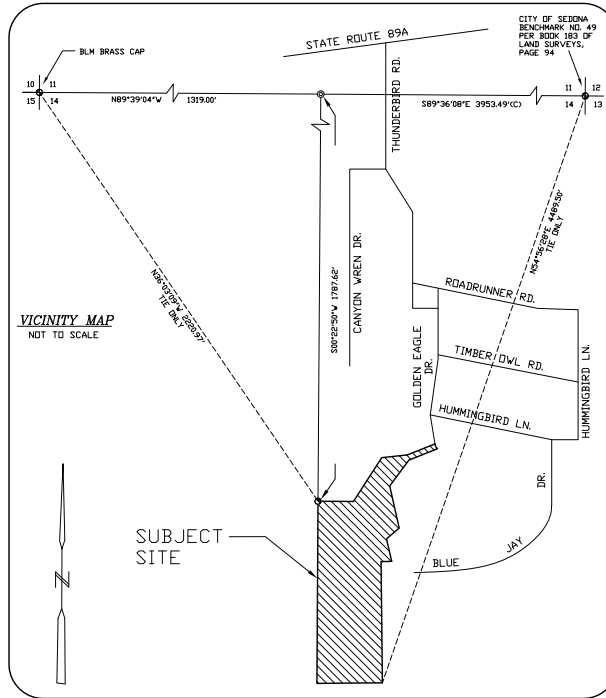 CITY OF SEDONA
BENCHMARK NO. 49
PER BOOK 183 OF
LAND SURVEYS,
PAGE 94
STATE ROUTE 89A
BLM BRASS CAP
10 11
15 14
11 12
14 13
N89°39'04"W 1319.00'
S89°36'08"E 3953.49'(C)
THUNDERBIRD RD.
N54°56'28"E 4489.50'
TIE ONLY
CANYON WREN DR.
S00°22'50"W 1787.62'
N36°03'09"W 2220.97'
TIE ONLY
ROADRUNNER RD.
VICINITY MAP
NOT TO SCALE
GOLDEN EAGLE
DR.
TIMBER OWL RD.
HUMMINGBIRD LN.
HUMMINGBIRD LN.
DR.
SUBJECT
SITE
JAY
BLUE
N